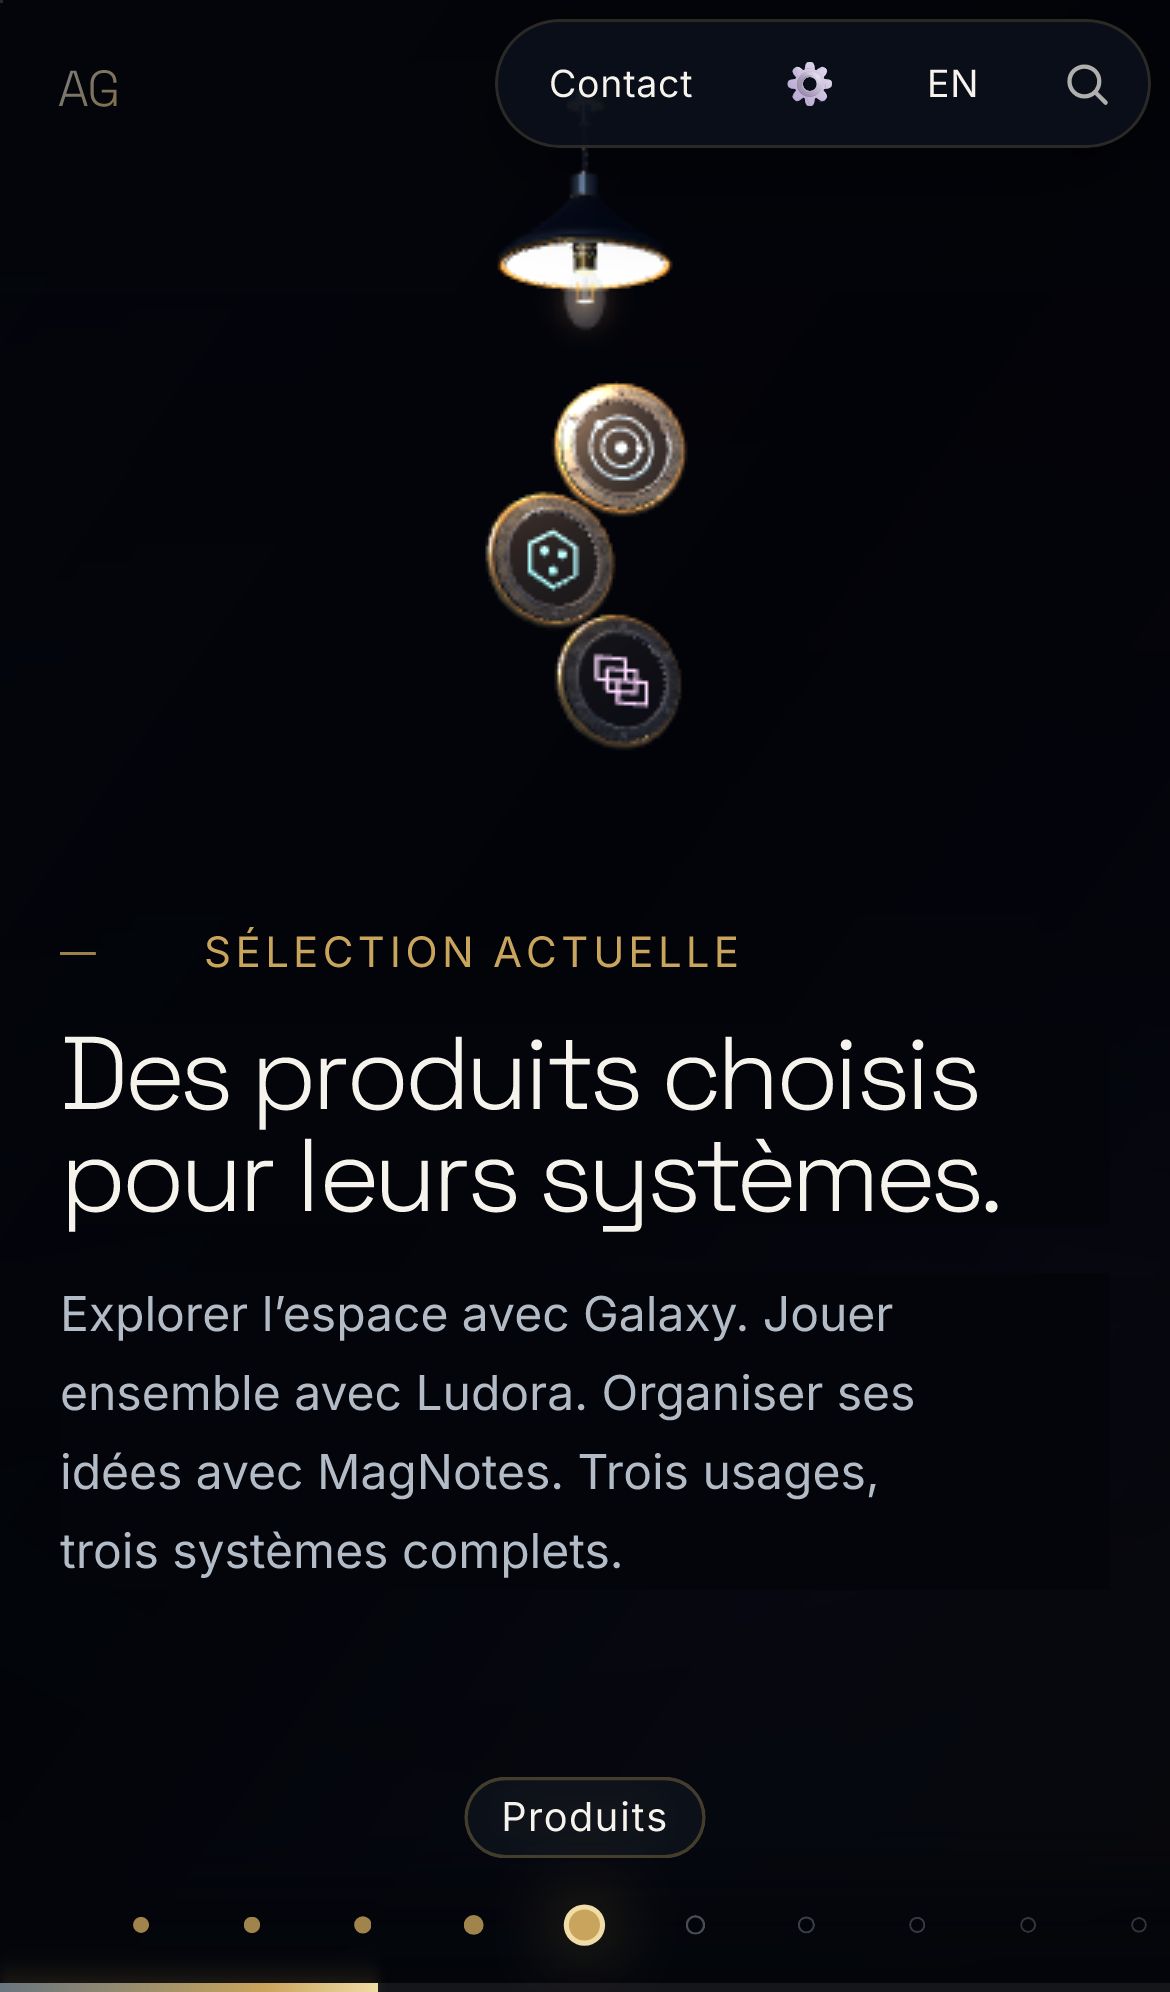 AG
Contact
EN
— SÉLECTION ACTUELLE
Des produits choisis
pour leurs systèmes.
Explorer l’espace avec Galaxy. Jouer
ensemble avec Ludora. Organiser ses
idées avec MagNotes. Trois usages,
trois systèmes complets.
Produits